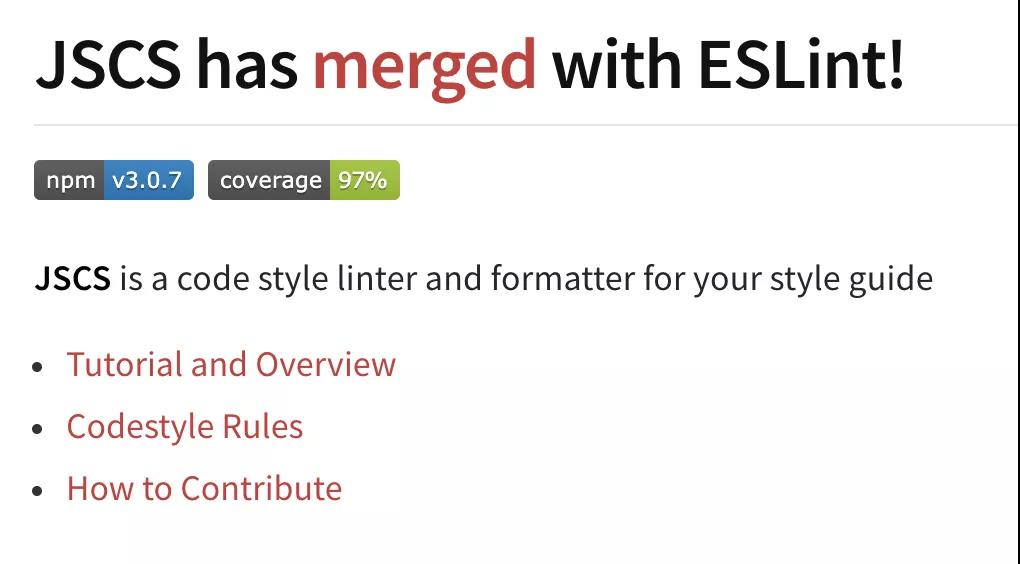 JSCS has merged with ESLint!
npm v3.0.7 coverage 97%
JSCS is a code style linter and formatter for your style guide
Tutorial and Overview
Codestyle Rules
How to Contribute